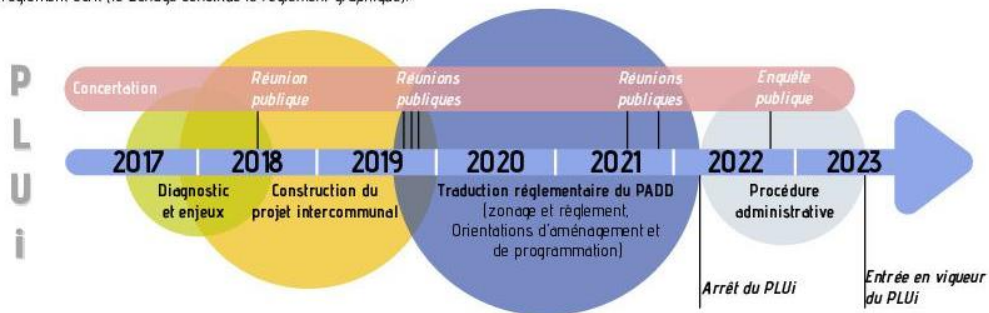 PLUi
Concertation
Réunion
publique
Réunions
publiques
Réunions
publiques
Enquête
publique
2017
2018
2019
2020
2021
2022
2023
Diagnostic
et enjeux
Construction du
projet intercommunal
Traduction réglementaire du PADD
(zonage et règlement,
Orientations d'aménagement et
de programmation)
Procédure
administrative
Arrêt du PLUi
Entrée en vigueur
du PLUi